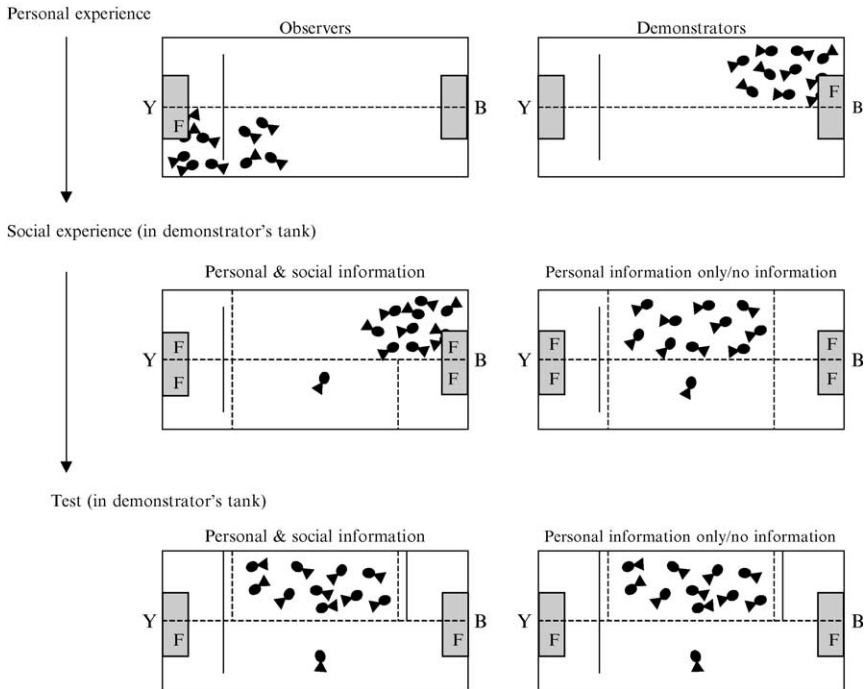 Personal experience
Observers Demonstrators
Y F B Y F B
Social experience (in demonstrator's tank)
Personal & social information Personal information only/no information
F F F F
Y B Y B
F F F F
Test (in demonstrator's tank)
Personal & social information Personal information only/no information
Y B Y B
F F F F